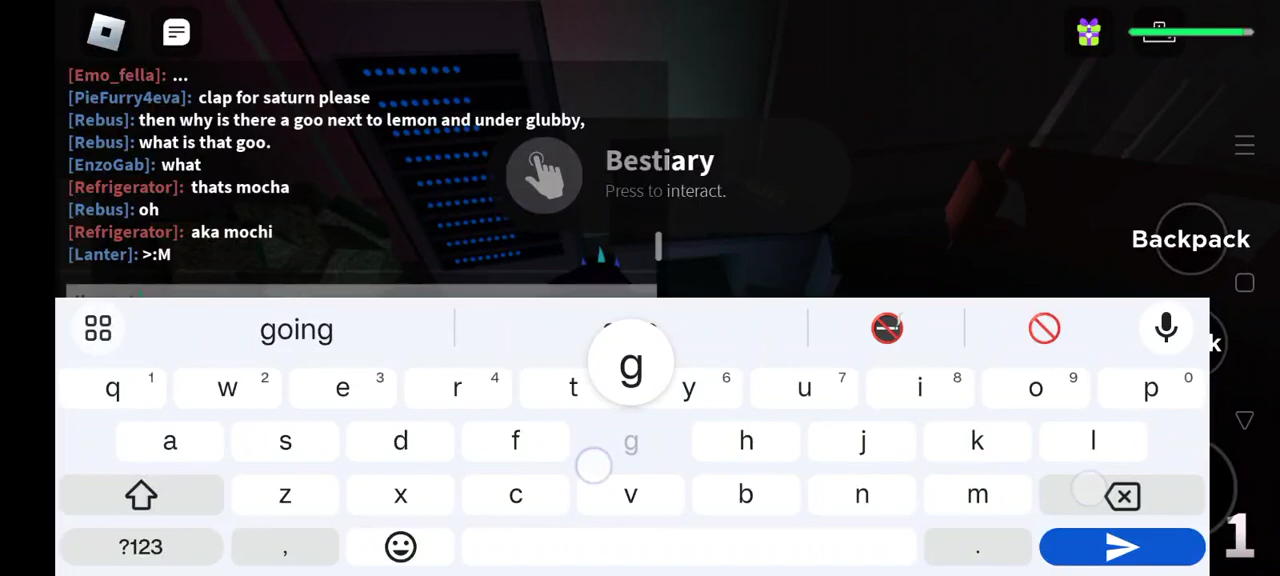 [Emo_fella]: ...
[PieFurry4eva]: clap for saturn please
[Rebus]: then why is there a goo next to lemon and under glubby,
[Rebus]: what is that goo.
[EnzoGab]: what
[Refrigerator]: thats mocha
[Rebus]: oh
[Refrigerator]: aka mochi
[Lanter]: >:M
Bestiary
Press to interact.
Backpack
k
going
g
q 1 w 2 e 3 r 4 t y 6 u 7 i 8 o 9 p 0
a s d f g h j k l
z x c v b n m
?123 , .
1